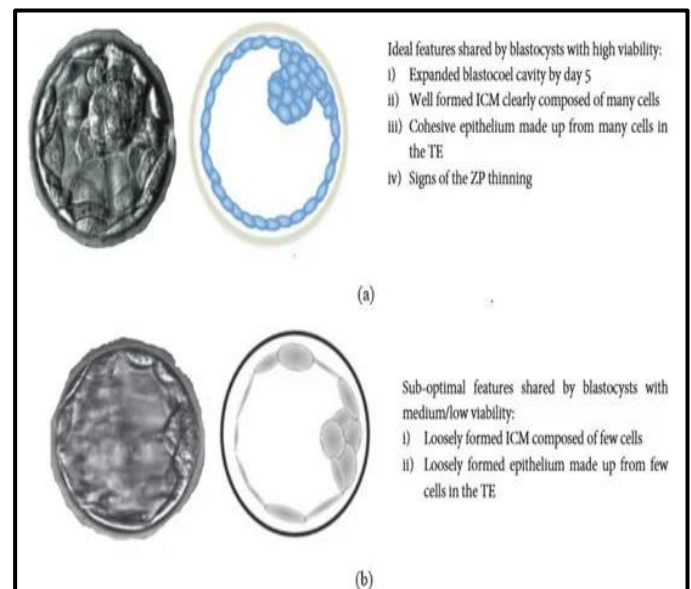 Ideal features shared by blastocysts with high viability:
i) Expanded blastocoel cavity by day 5
ii) Well formed ICM clearly composed of many cells
iii) Cohesive epithelium made up from many cells in
the TE
iv) Signs of the ZP thinning
(a)
Sub-optimal features shared by blastocysts with
medium/low viability:
i) Loosely formed ICM composed of few cells
ii) Loosely formed epithelium made up from few
cells in the TE
(b)